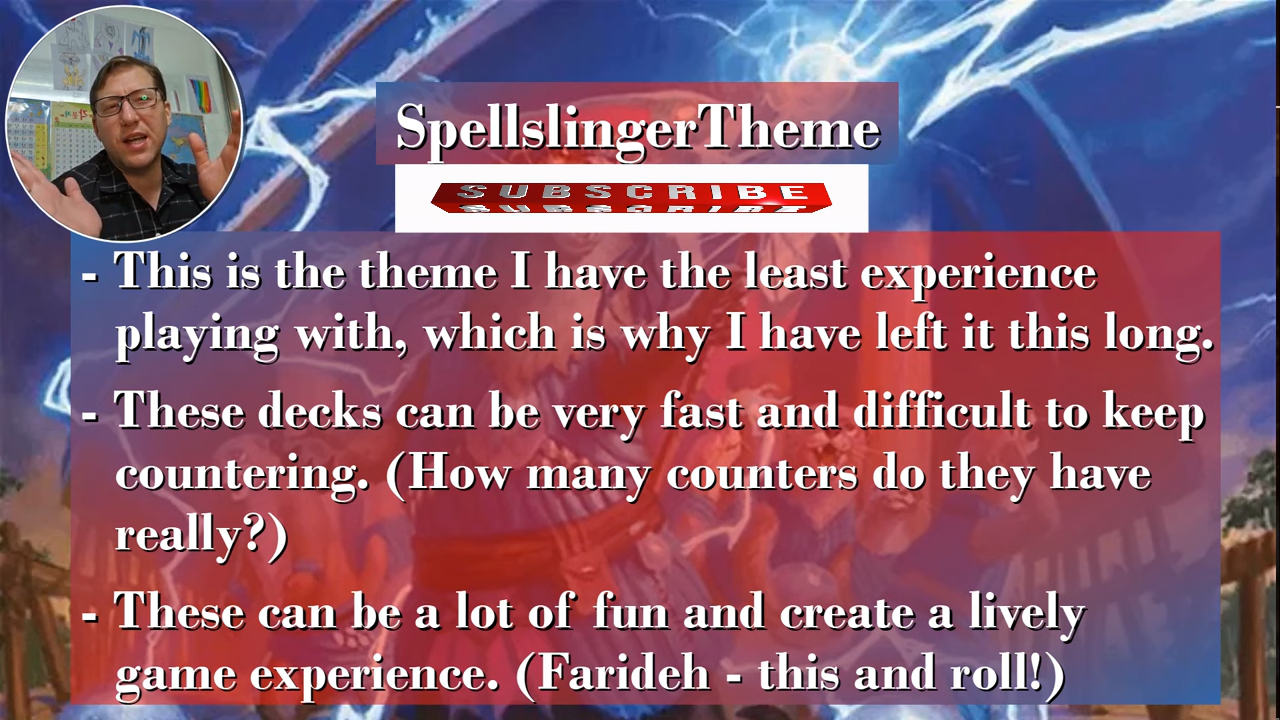 SpellslingerTheme
SUBSCRIBE
- This is the theme I have the least experience
playing with, which is why I have left it this long.
- These decks can be very fast and difficult to keep
countering. (How many counters do they have
really?)
- These can be a lot of fun and create a lively
game experience. (Farideh - this and roll!)